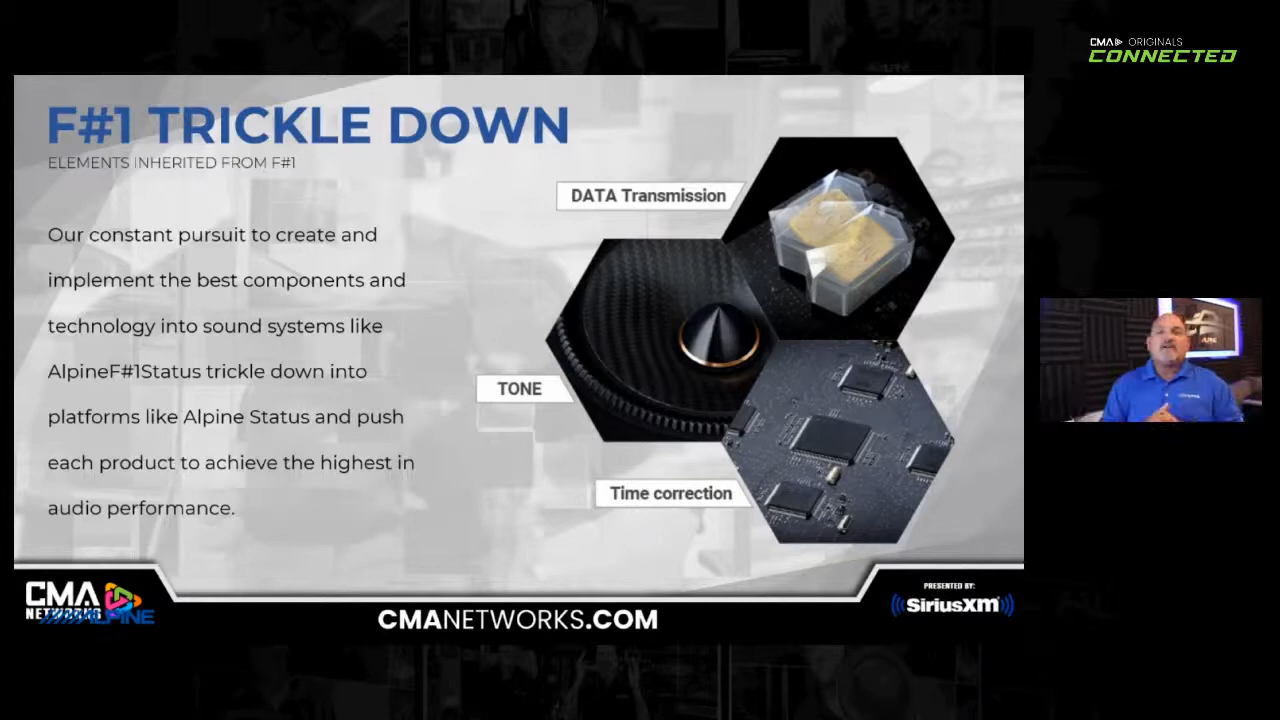 CMA ORIGINALS
CONNECTED
F#1 TRICKLE DOWN
ELEMENTS INHERITED FROM F#1
Our constant pursuit to create and
implement the best components and
technology into sound systems like
AlpineF#1Status trickle down into
platforms like Alpine Status and push
each product to achieve the highest in
audio performance.
DATA Transmission
TONE
Time correction
CMA
NETWORKS
ALPINE
CMANETWORKS.COM
PRESENTED BY:
SiriusXM